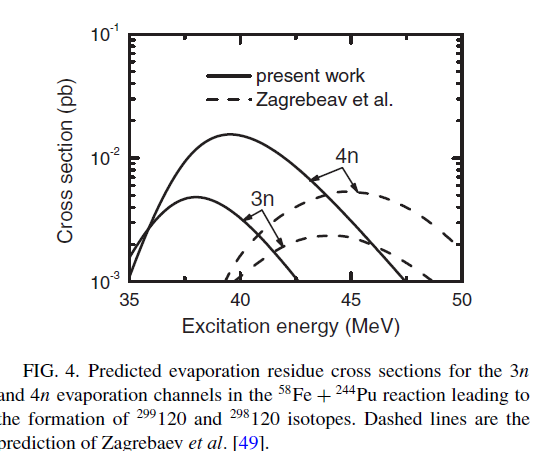 10⁻¹
present work
Zagrebeav et al.
Cross section (pb)
10⁻²
4n
3n
10⁻³
35 40 45 50
Excitation energy (MeV)
FIG. 4. Predicted evaporation residue cross sections for the 3n
and 4n evaporation channels in the ⁵⁸Fe + ²⁴⁴Pu reaction leading to
the formation of ²⁹⁹120 and ²⁹⁸120 isotopes. Dashed lines are the
prediction of Zagrebaev et al. [49].